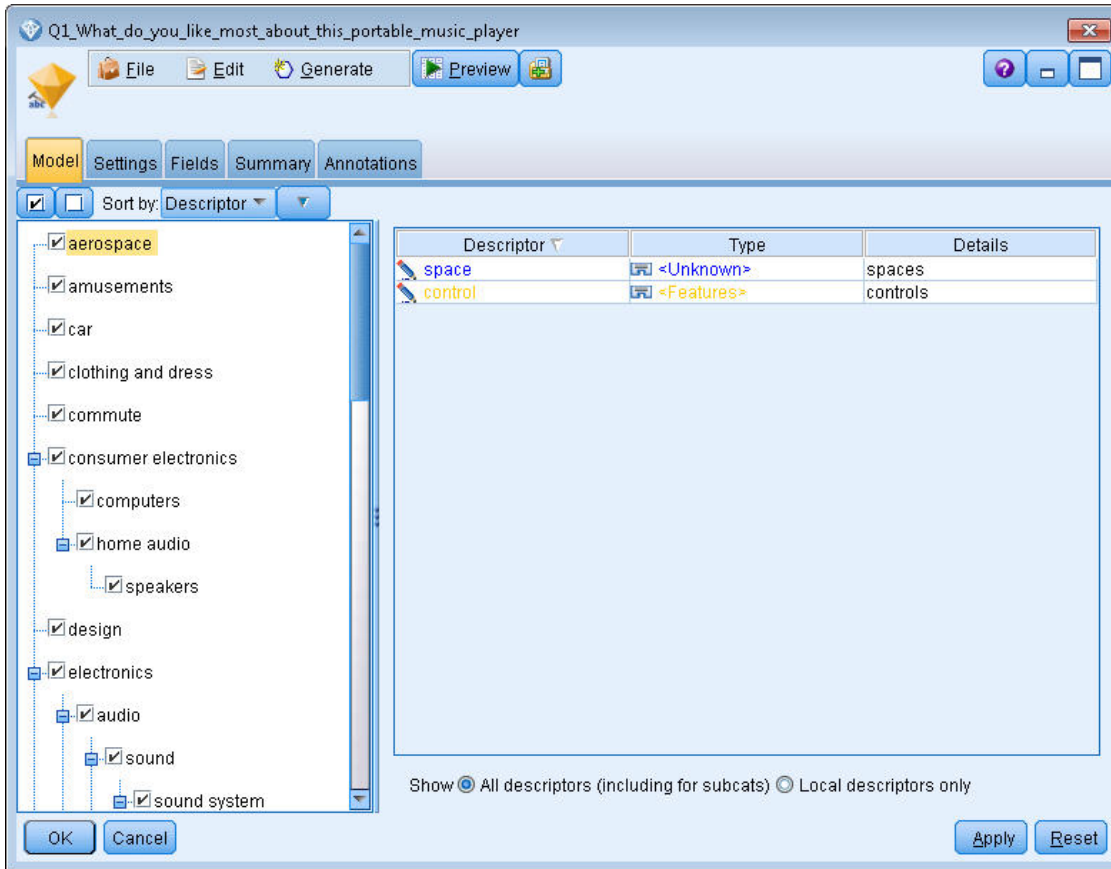 Q1_What_do_you_like_most_about_this_portable_music_player
File Edit Generate Preview
abc
Model Settings Fields Summary Annotations
Sort by: Descriptor
aerospace
amusements
car
clothing and dress
commute
consumer electronics
computers
home audio
speakers
design
electronics
audio
sound
sound system
Descriptor Type Details
space <Unknown> spaces
control <Features> controls
Show All descriptors (including for subcats) Local descriptors only
OK Cancel Apply Reset